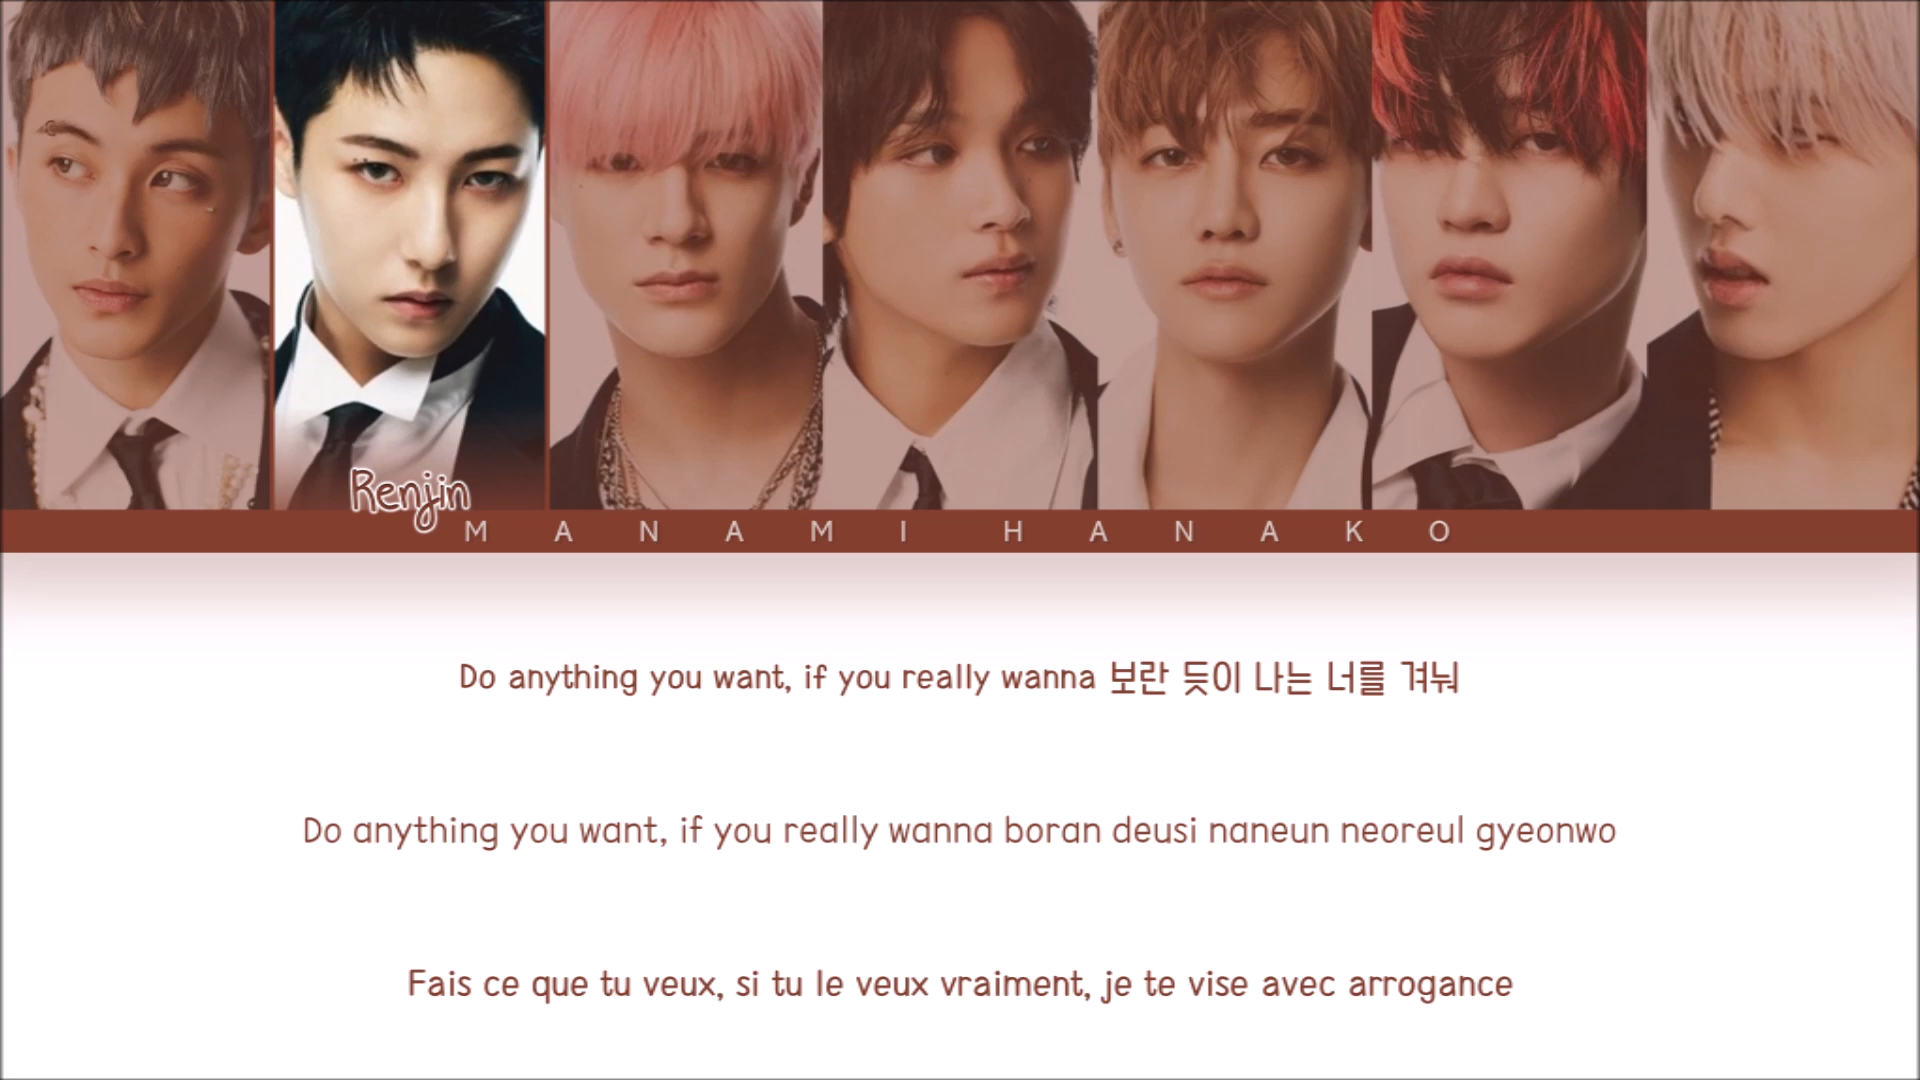 Renjin
MANAMI HANAKO
Do anything you want, if you really wanna 보란 듯이 나는 너를 겨눠
Do anything you want, if you really wanna boran deusi naneun neoreul gyeonwo
Fais ce que tu veux, si tu le veux vraiment, je te vise avec arrogance